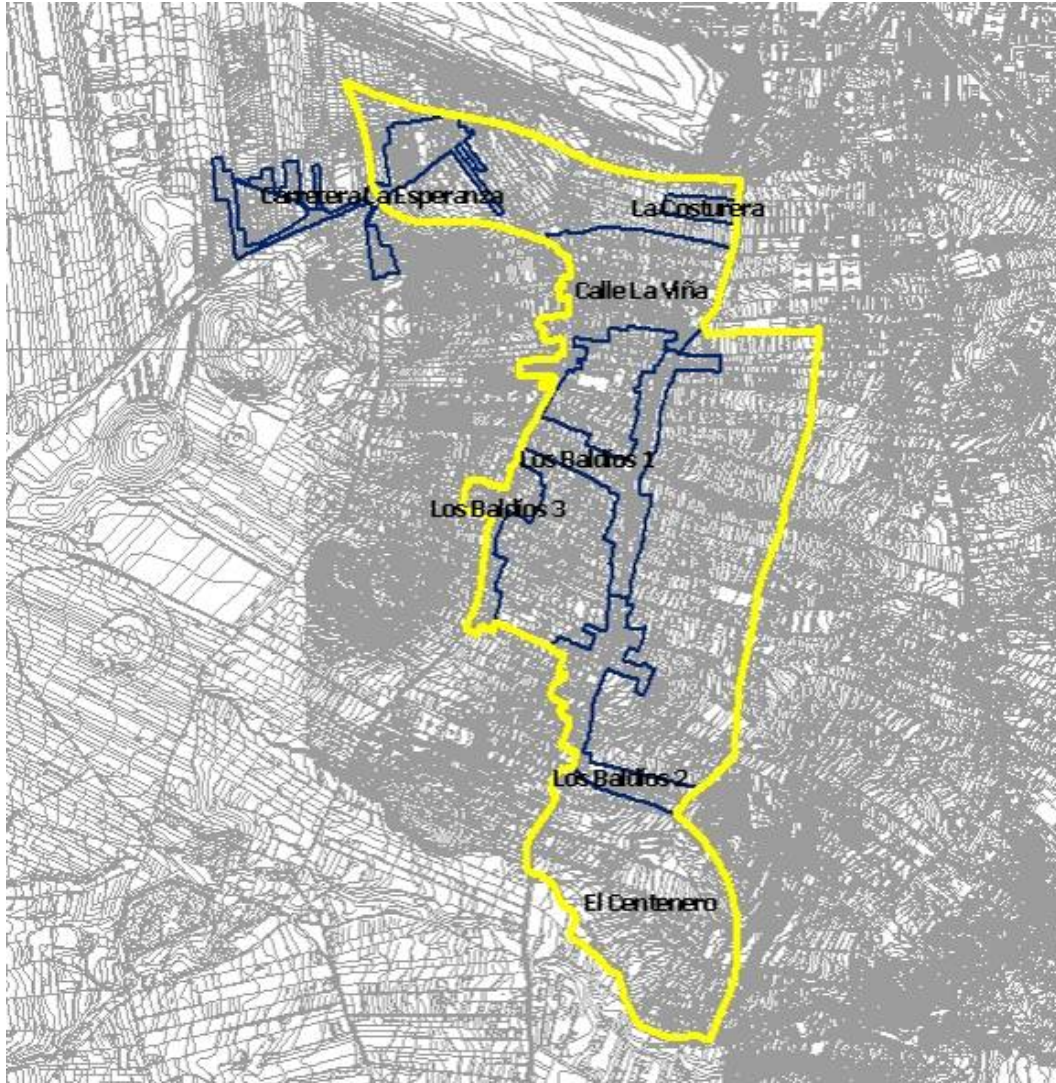 Carretera La Esperanza
La Costurera
Calle La Viña
Los Baldíos 1
Los Baldíos 3
Los Baldíos 2
El Centenero